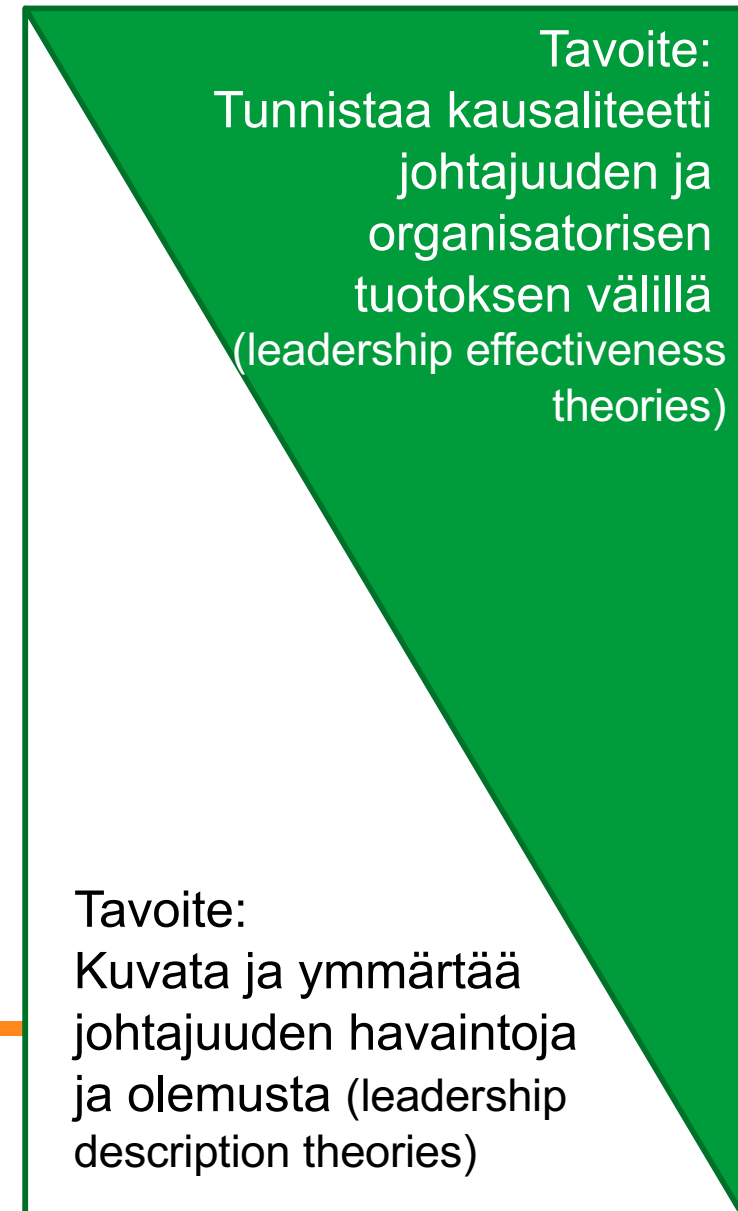 Tavoite:
Tunnistaa kausaliteetti
johtajuuden ja
organisatorisen
tuotoksen välillä
(leadership effectiveness
theories)
Tavoite:
Kuvata ja ymmärtää
johtajuuden havaintoja
ja olemusta (leadership
description theories)